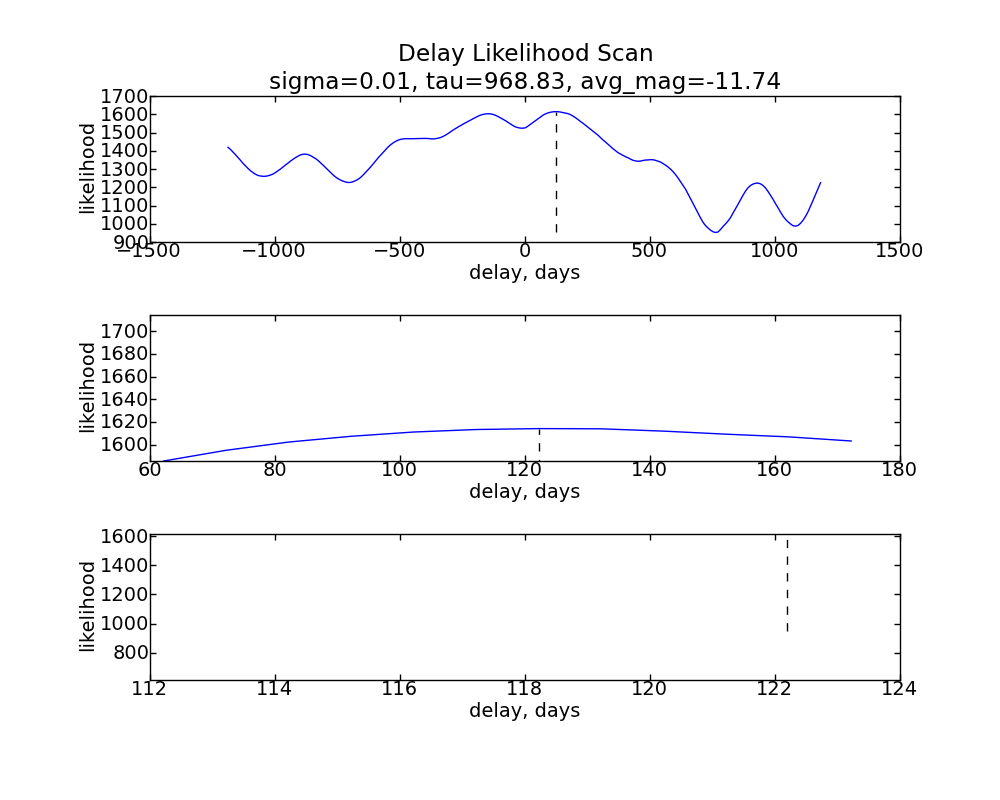 Delay Likelihood Scan
sigma=0.01, tau=968.83, avg_mag=-11.74
1700
1600
1500
1400
1300
1200
1100
1000
900
likelihood
−1500 −1000 −500 0 500 1000 1500
delay, days
1700
1680
1660
1640
1620
1600
likelihood
60 80 100 120 140 160 180
delay, days
1600
1400
1200
1000
800
likelihood
112 114 116 118 120 122 124
delay, days